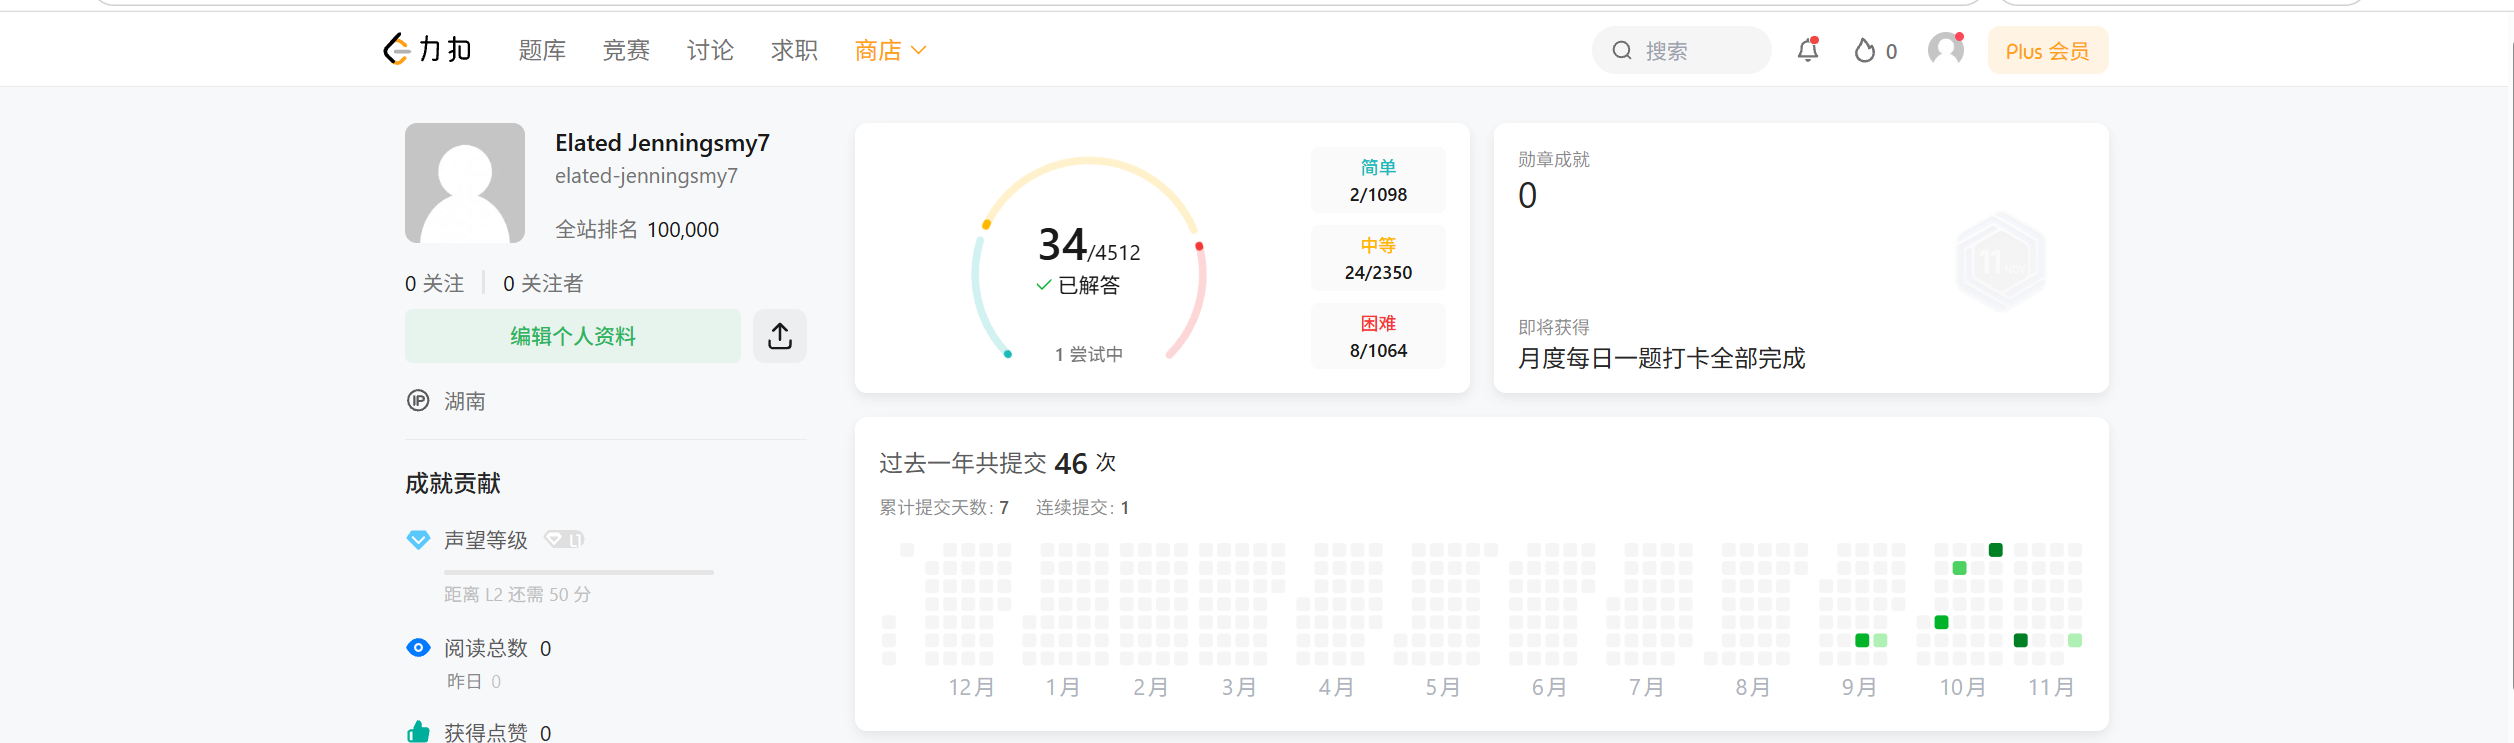 力扣 题库 竞赛 讨论 求职 商店 搜索 0 Plus 会员
Elated Jenningsmy7
elated-jenningsmy7
全站排名 100,000
0 关注 0 关注者
编辑个人资料
IP 湖南
成就贡献
声望等级 L1
距离 L2 还需 50 分
阅读总数 0
昨日 0
获得点赞 0
34/4512
已解答
1 尝试中
简单
2/1098
中等
24/2350
困难
8/1064
勋章成就
0
11
即将获得
月度每日一题打卡全部完成
过去一年共提交 46 次
累计提交天数: 7 连续提交: 1
12月 1月 2月 3月 4月 5月 6月 7月 8月 9月 10月 11月